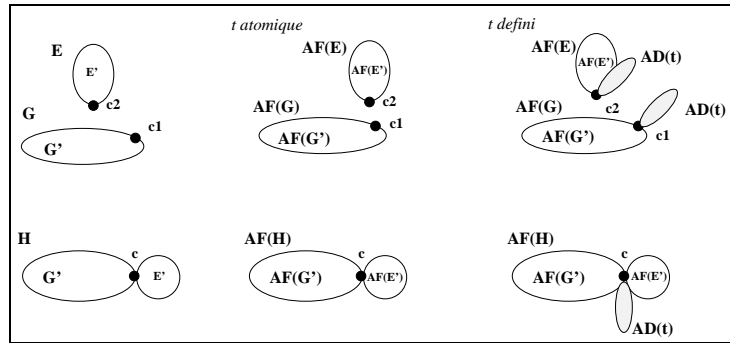 t atomique
t defini
E
E’
c2
G
G’
c1
AF(E)
AF(E’)
c2
AF(G)
AF(G’)
c1
AF(E)
AF(E’)
AD(t)
c2
AF(G)
AF(G’)
c1
AD(t)
H
G’
c
E’
AF(H)
AF(G’)
c
AF(E’)
AF(H)
AF(G’)
c
AF(E’)
AD(t)